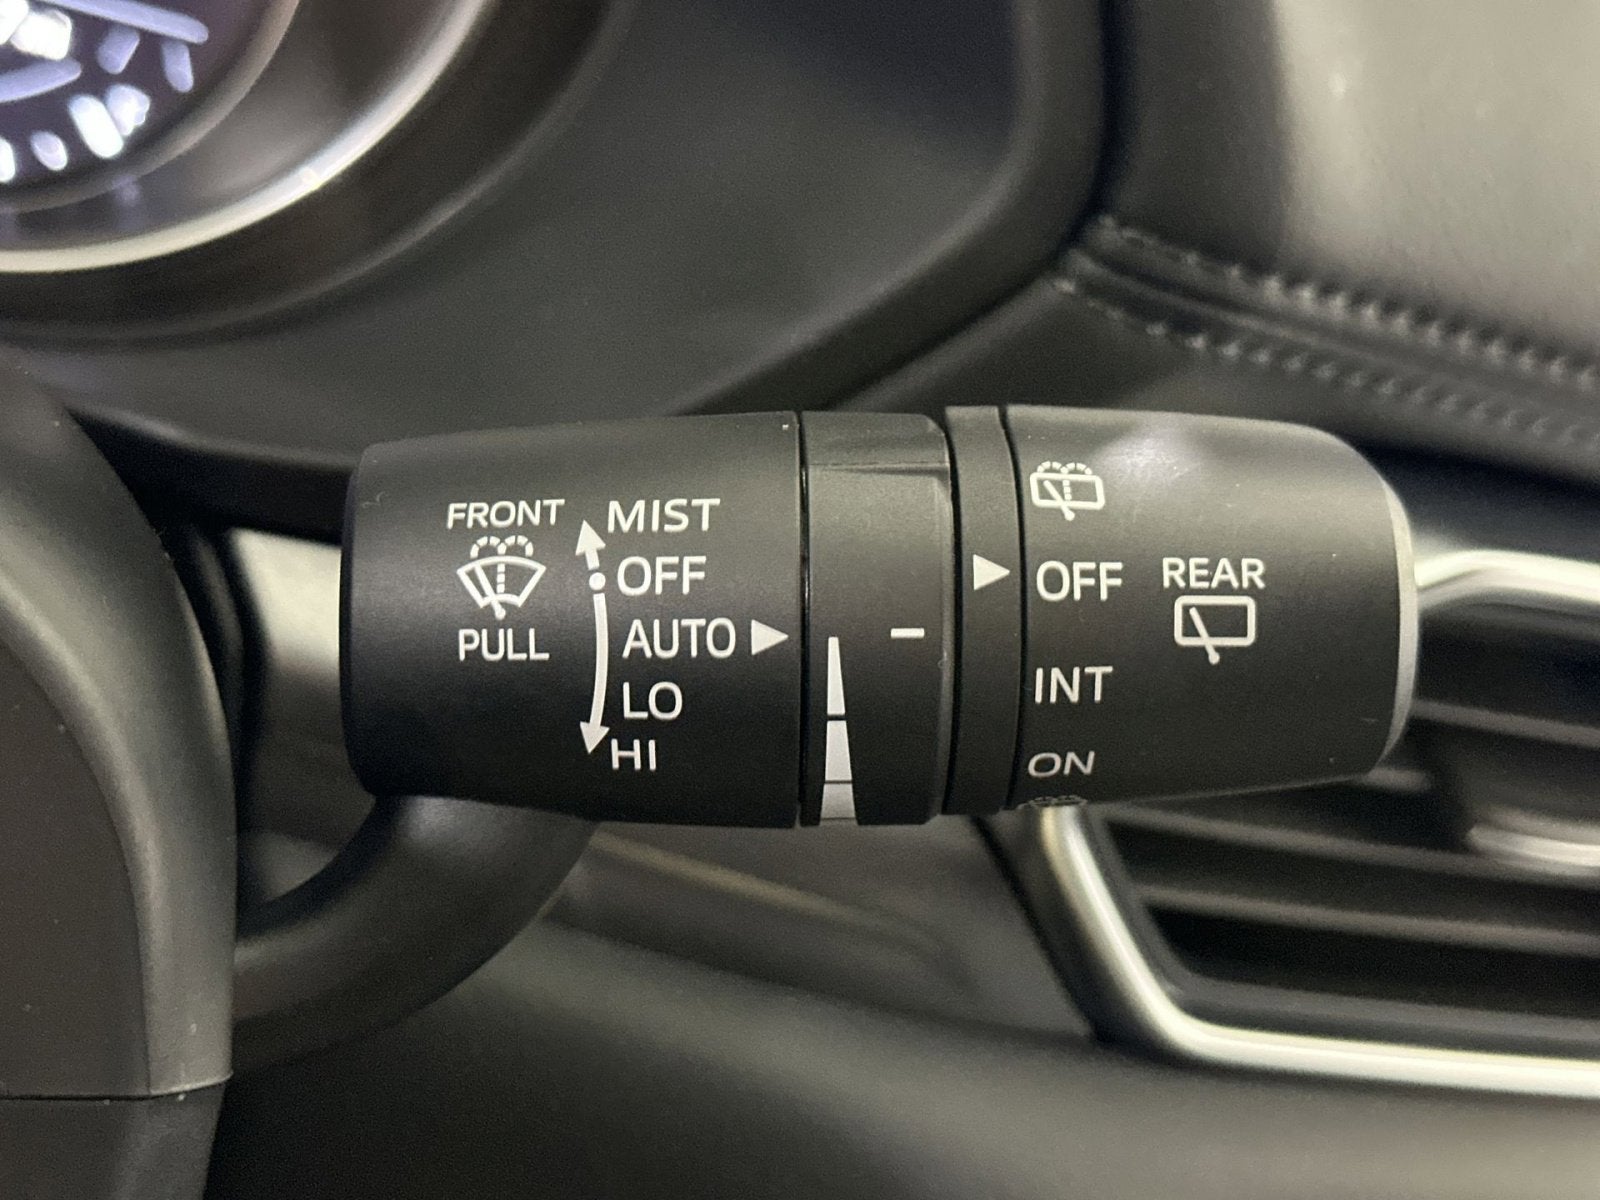 FRONT
PULL
MIST
OFF
AUTO
LO
HI
OFF
INT
ON
REAR